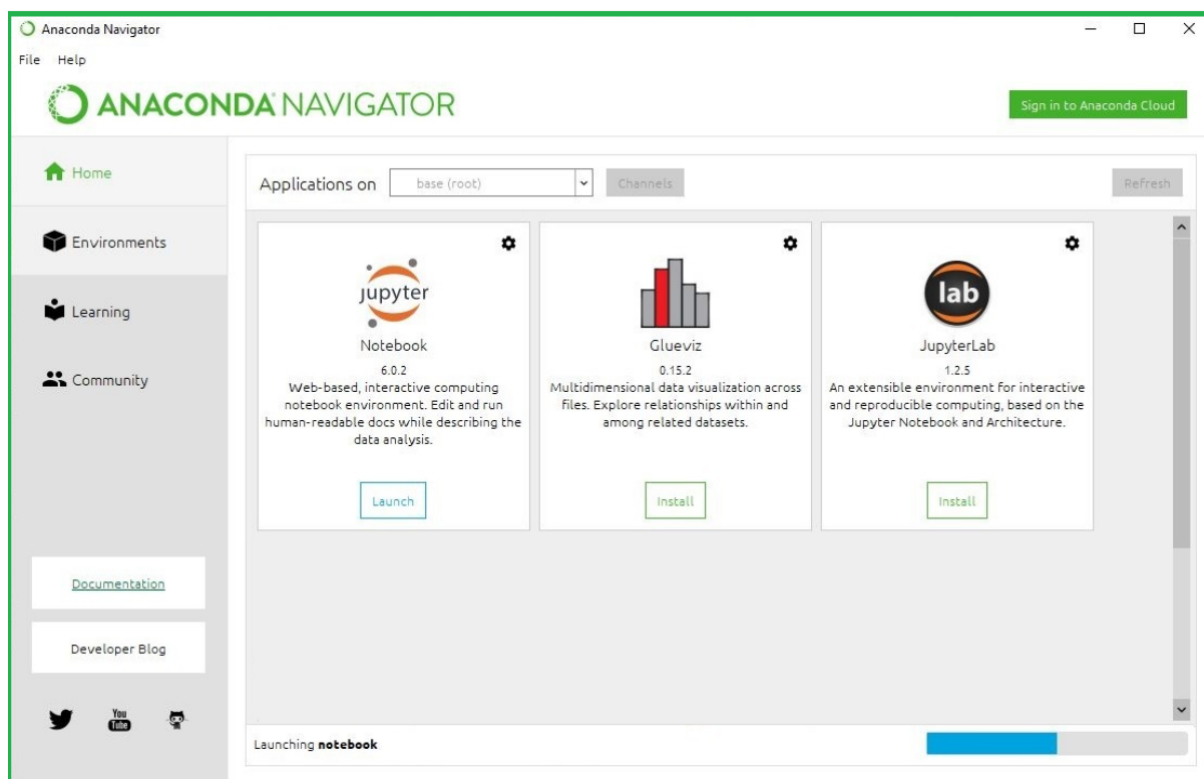 Anaconda Navigator
File Help
ANACONDA NAVIGATOR
Sign in to Anaconda Cloud
Home
Environments
Learning
Community
Documentation
Developer Blog
You
Tube
Applications on base (root) Channels Refresh
jupyter
Notebook
6.0.2
Web-based, interactive computing
notebook environment. Edit and run
human-readable docs while describing the
data analysis.
Launch
Glueviz
0.15.2
Multidimensional data visualization across
files. Explore relationships within and
among related datasets.
Install
lab
JupyterLab
1.2.5
An extensible environment for interactive
and reproducible computing, based on the
Jupyter Notebook and Architecture.
Install
Launching notebook